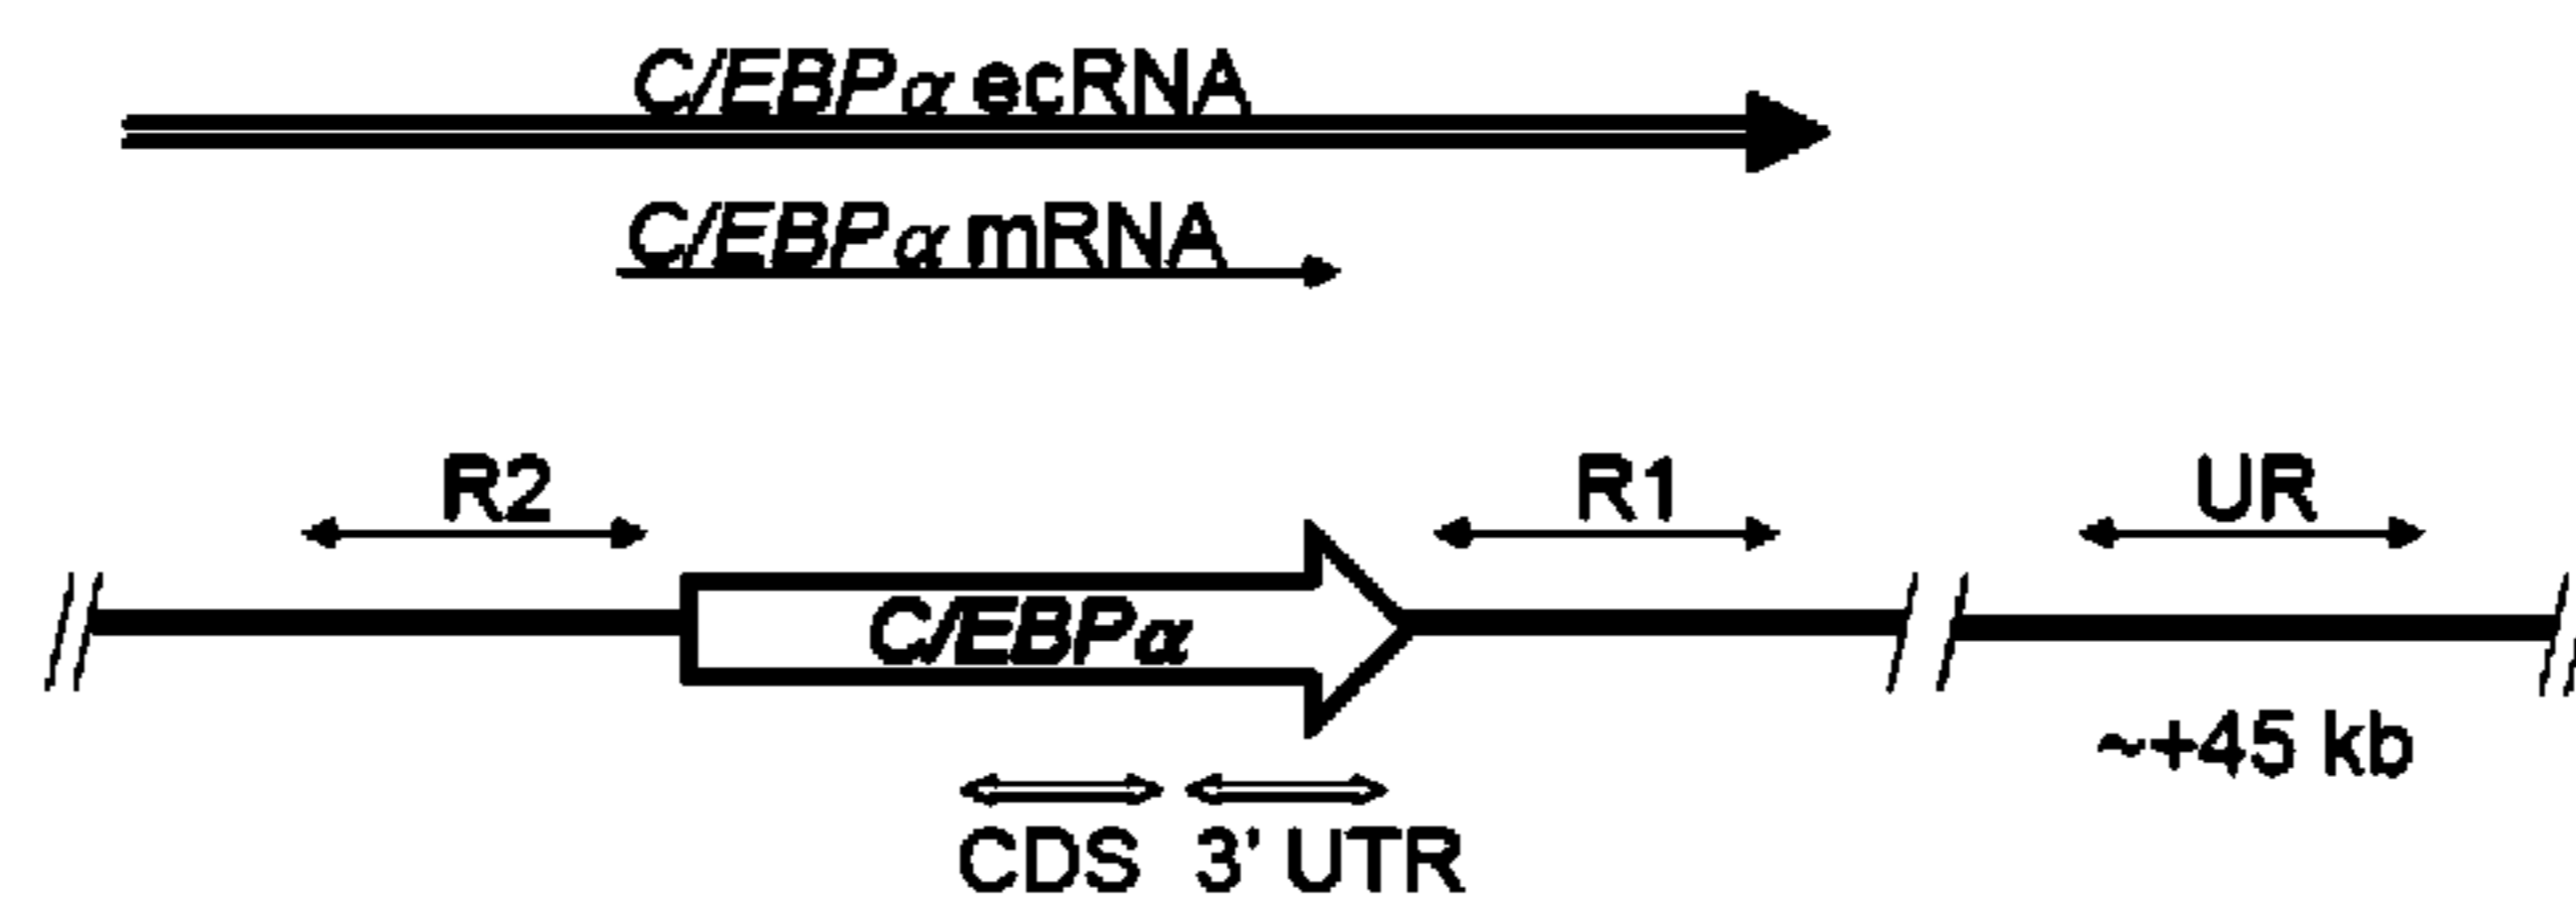 C/EBPα ecRNA
C/EBPα mRNA
R2 R1 UR
C/EBPα
~+45 kb
CDS 3' UTR